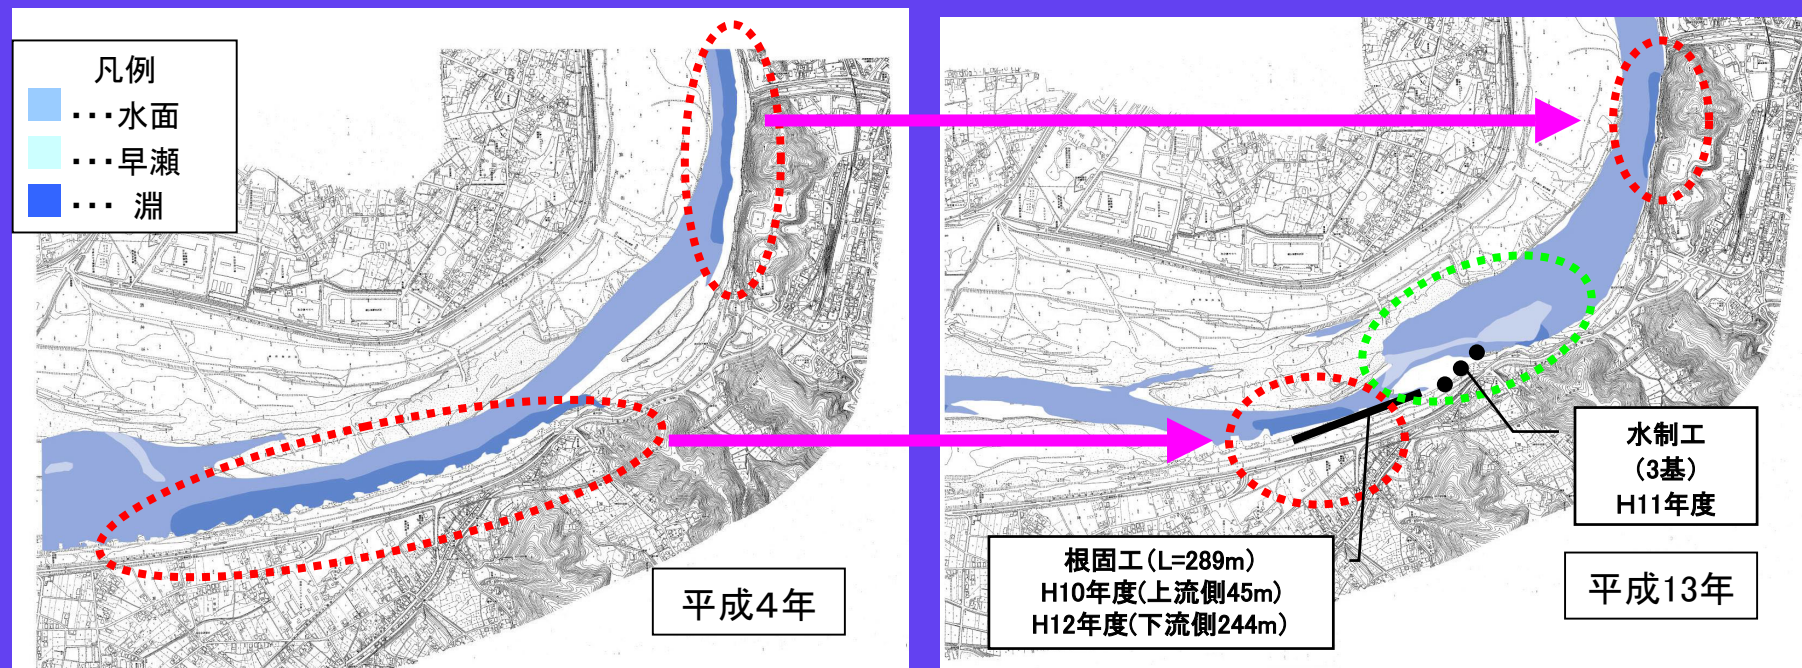 凡例
･･･水面
･･･早瀬
･･･ 淵
平成4年
水制工
(3基)
H11年度
根固工(L=289m)
H10年度(上流側45m)
H12年度(下流側244m)
平成13年